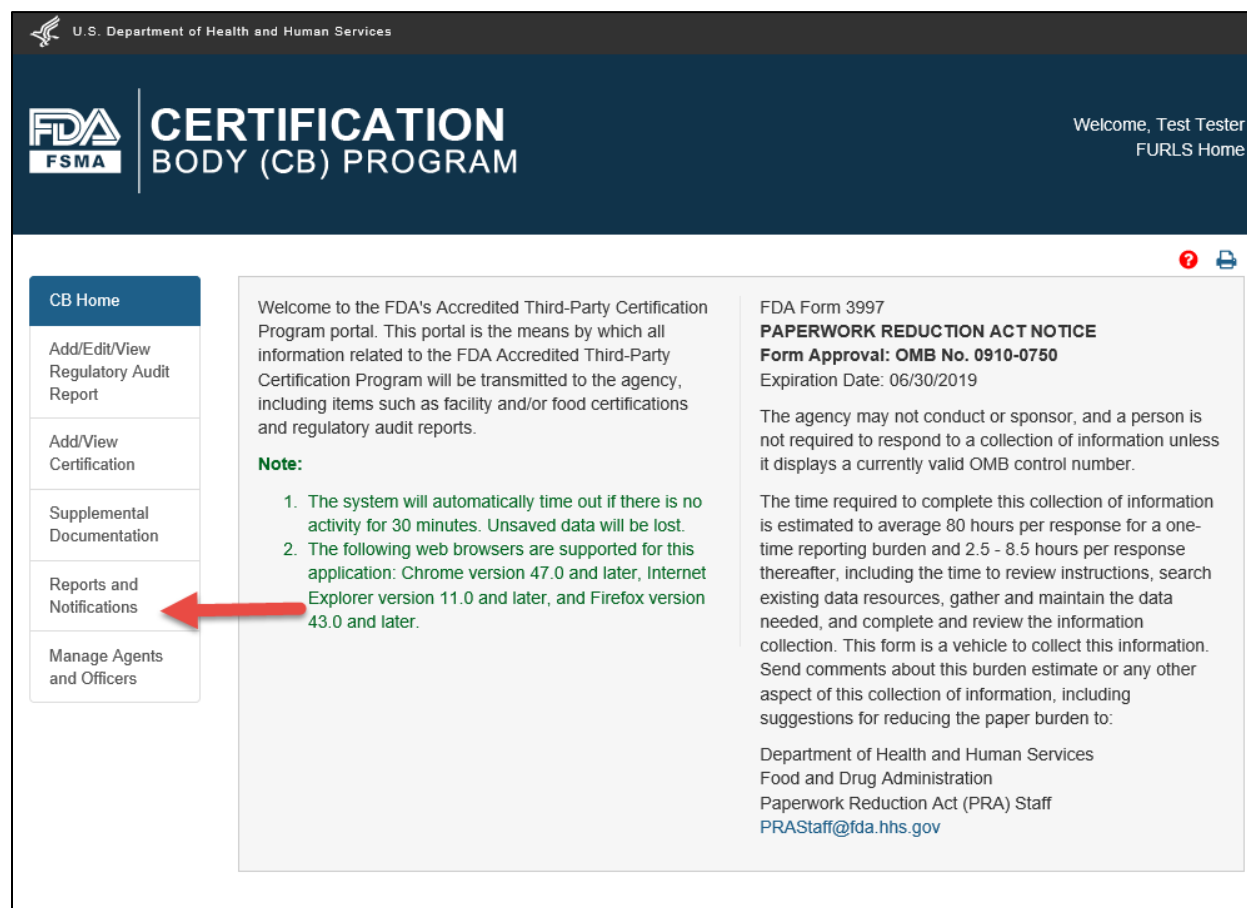 U.S. Department of Health and Human Services
FDA
FSMA
CERTIFICATION
BODY (CB) PROGRAM
Welcome, Test Tester
FURLS Home
?
CB Home
Add/Edit/View
Regulatory Audit
Report
Add/View
Certification
Supplemental
Documentation
Reports and
Notifications
Manage Agents
and Officers
Welcome to the FDA's Accredited Third-Party Certification
Program portal. This portal is the means by which all
information related to the FDA Accredited Third-Party
Certification Program will be transmitted to the agency,
including items such as facility and/or food certifications
and regulatory audit reports.
Note:
1. The system will automatically time out if there is no
activity for 30 minutes. Unsaved data will be lost.
2. The following web browsers are supported for this
application: Chrome version 47.0 and later, Internet
Explorer version 11.0 and later, and Firefox version
43.0 and later.
FDA Form 3997
PAPERWORK REDUCTION ACT NOTICE
Form Approval: OMB No. 0910-0750
Expiration Date: 06/30/2019
The agency may not conduct or sponsor, and a person is
not required to respond to a collection of information unless
it displays a currently valid OMB control number.
The time required to complete this collection of information
is estimated to average 80 hours per response for a one-
time reporting burden and 2.5 - 8.5 hours per response
thereafter, including the time to review instructions, search
existing data resources, gather and maintain the data
needed, and complete and review the information
collection. This form is a vehicle to collect this information.
Send comments about this burden estimate or any other
aspect of this collection of information, including
suggestions for reducing the paper burden to:
Department of Health and Human Services
Food and Drug Administration
Paperwork Reduction Act (PRA) Staff
PRAStaff@fda.hhs.gov